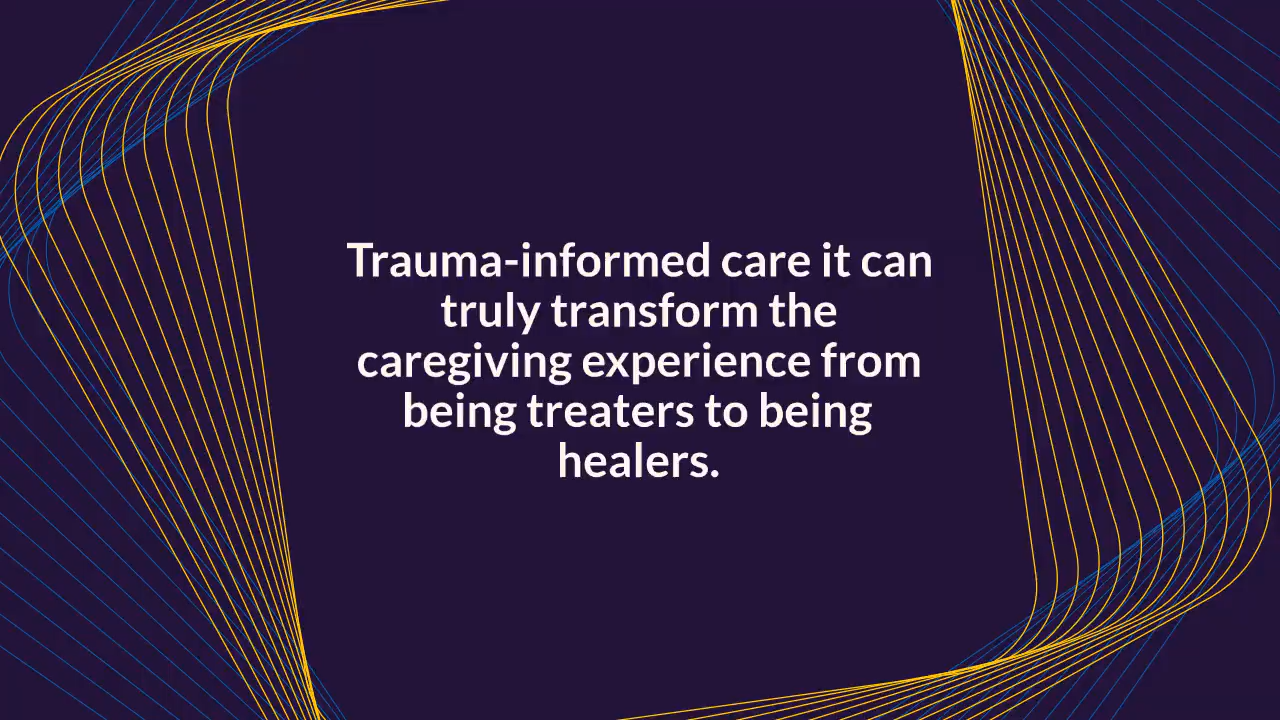 Trauma-informed care it can
truly transform the
caregiving experience from
being treaters to being
healers.